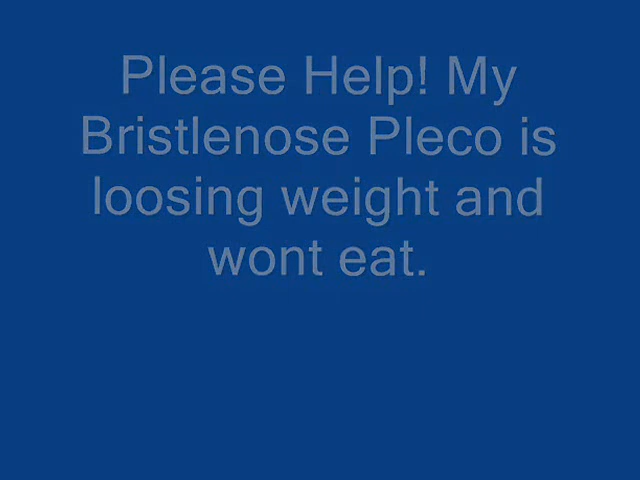 Please Help! My
Bristlenose Pleco is
loosing weight and
wont eat.